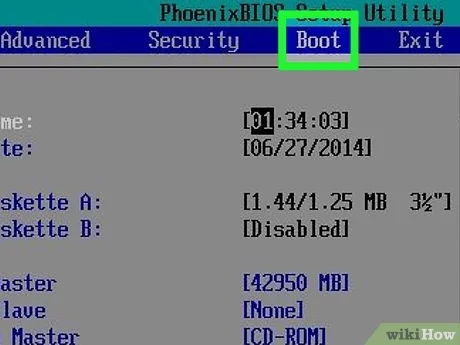 PhoenixBIOS Setup Utility
Advanced Security Boot Exit
me: [01:34:03]
te: [06/27/2014]
skette A: [1.44/1.25 MB 3½"]
skette B: [Disabled]
aster [42950 MB]
lave [None]
Master [CD-ROM]
wikiHow